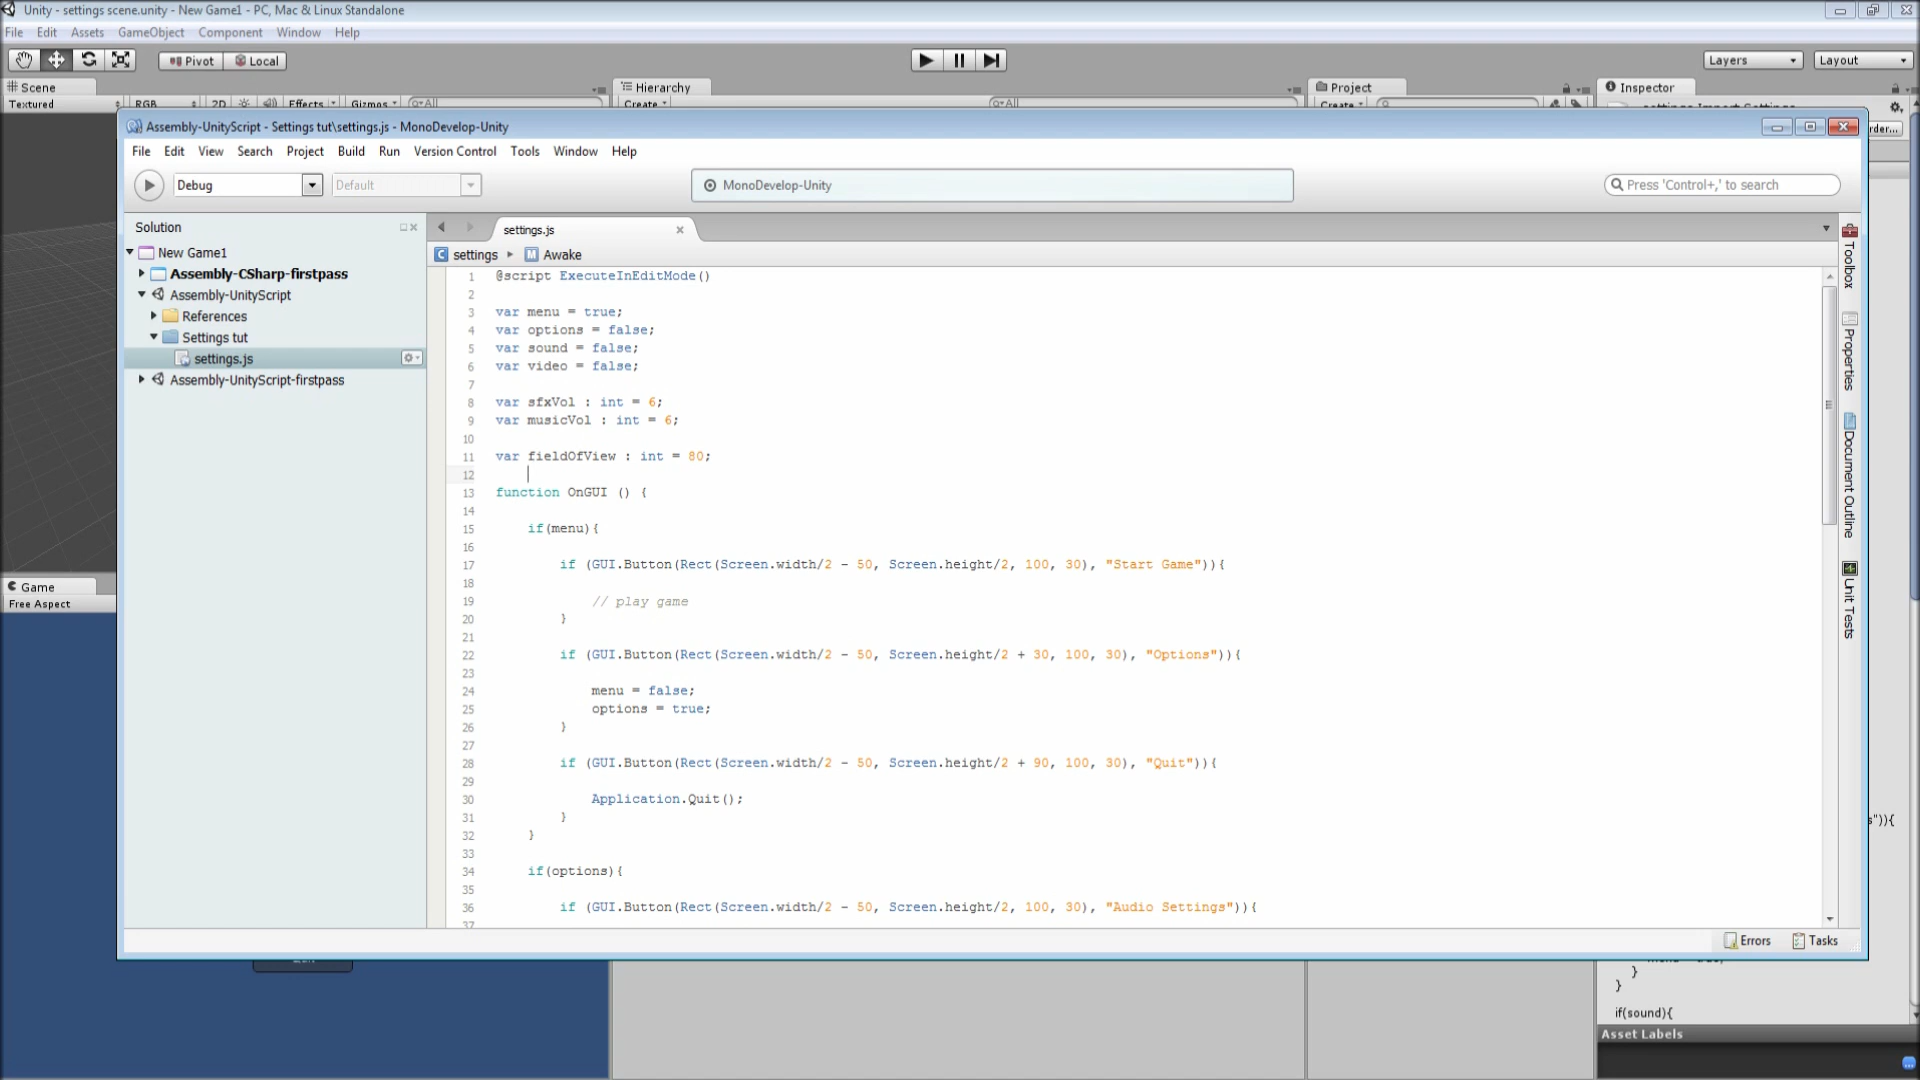 Unity - settings scene.unity - New Game1 - PC, Mac & Linux Standalone
File Edit Assets GameObject Component Window Help
Pivot Local Layers Layout
Scene Hierarchy Project Inspector
Textured RGB 2D Effects Gizmos All Create All Create
settings Import Settings
Assembly-UnityScript - Settings tut\settings.js - MonoDevelop-Unity
rder...
File Edit View Search Project Build Run Version Control Tools Window Help
Debug Default MonoDevelop-Unity Press 'Control+,' to search
Solution
settings.js
New Game1
settings Awake
Assembly-CSharp-firstpass
Assembly-UnityScript
References
Settings tut
settings.js
Assembly-UnityScript-firstpass
1 @script ExecuteInEditMode()
2
3 var menu = true;
4 var options = false;
5 var sound = false;
6 var video = false;
7
8 var sfxVol : int = 6;
9 var musicVol : int = 6;
10
11 var fieldOfView : int = 80;
12
13 function OnGUI () {
14
15 if(menu){
16
17 if (GUI.Button(Rect(Screen.width/2 - 50, Screen.height/2, 100, 30), "Start Game")){
18
19 // play game
20 }
21
22 if (GUI.Button(Rect(Screen.width/2 - 50, Screen.height/2 + 30, 100, 30), "Options")){
23
24 menu = false;
25 options = true;
26 }
27
28 if (GUI.Button(Rect(Screen.width/2 - 50, Screen.height/2 + 90, 100, 30), "Quit")){
29
30 Application.Quit();
31 }
32 }
33
34 if(options){
35
36 if (GUI.Button(Rect(Screen.width/2 - 50, Screen.height/2, 100, 30), "Audio Settings")){
37
Toolbox
Properties
Document Outline
Unit Tests
Game
Free Aspect
s")){
Errors Tasks
}
}
if(sound){
Asset Labels